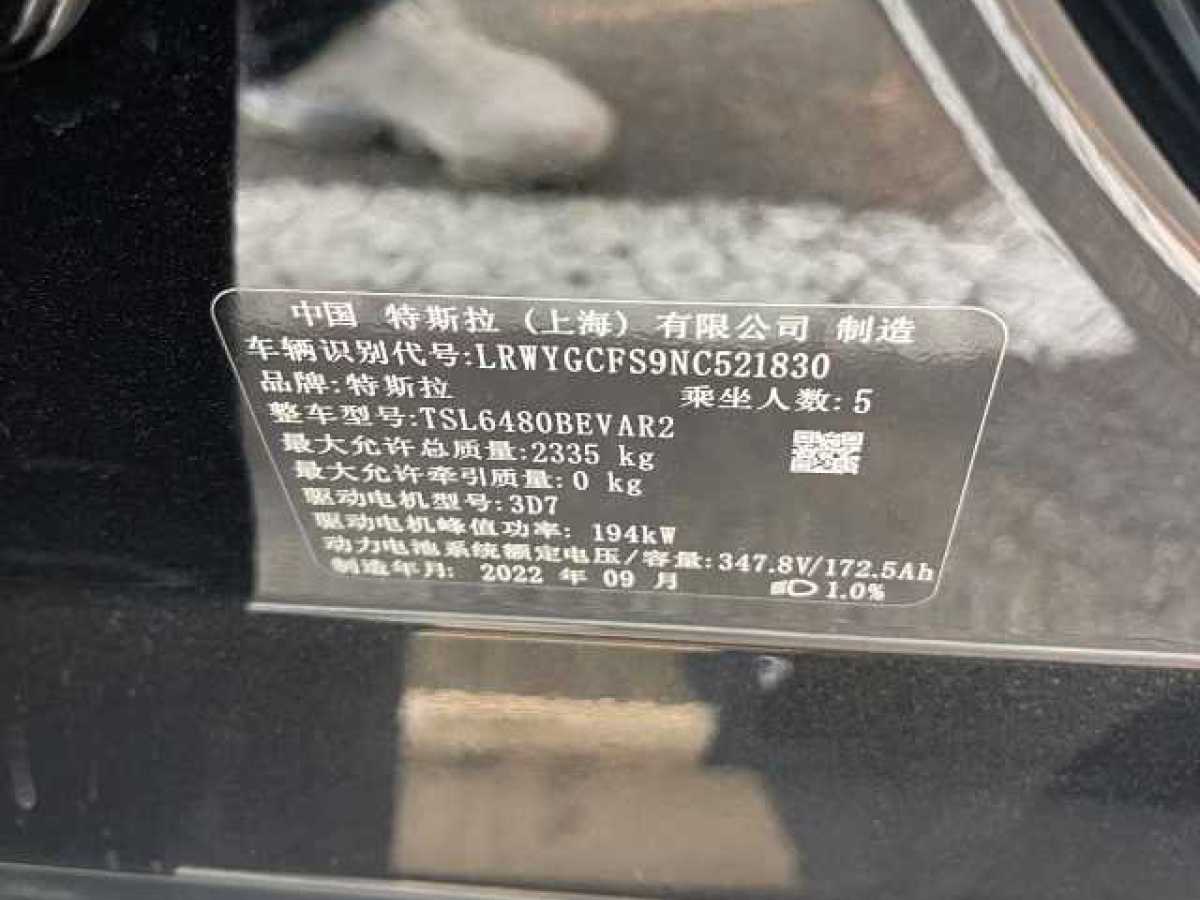 中国 特斯拉（上海）有限公司 制造
车辆识别代号:LRWYGCFS9NC521830
品牌:特斯拉 乘坐人数:5
整车型号:TSL6480BEVAR2
最大允许总质量:2335 kg
最大允许牵引质量:0 kg
驱动电机型号:3D7
驱动电机峰值功率: 194kW
动力电池系统额定电压/容量:347.8V/172.5Ah
制造年月: 2022 年 09 月 1.0%